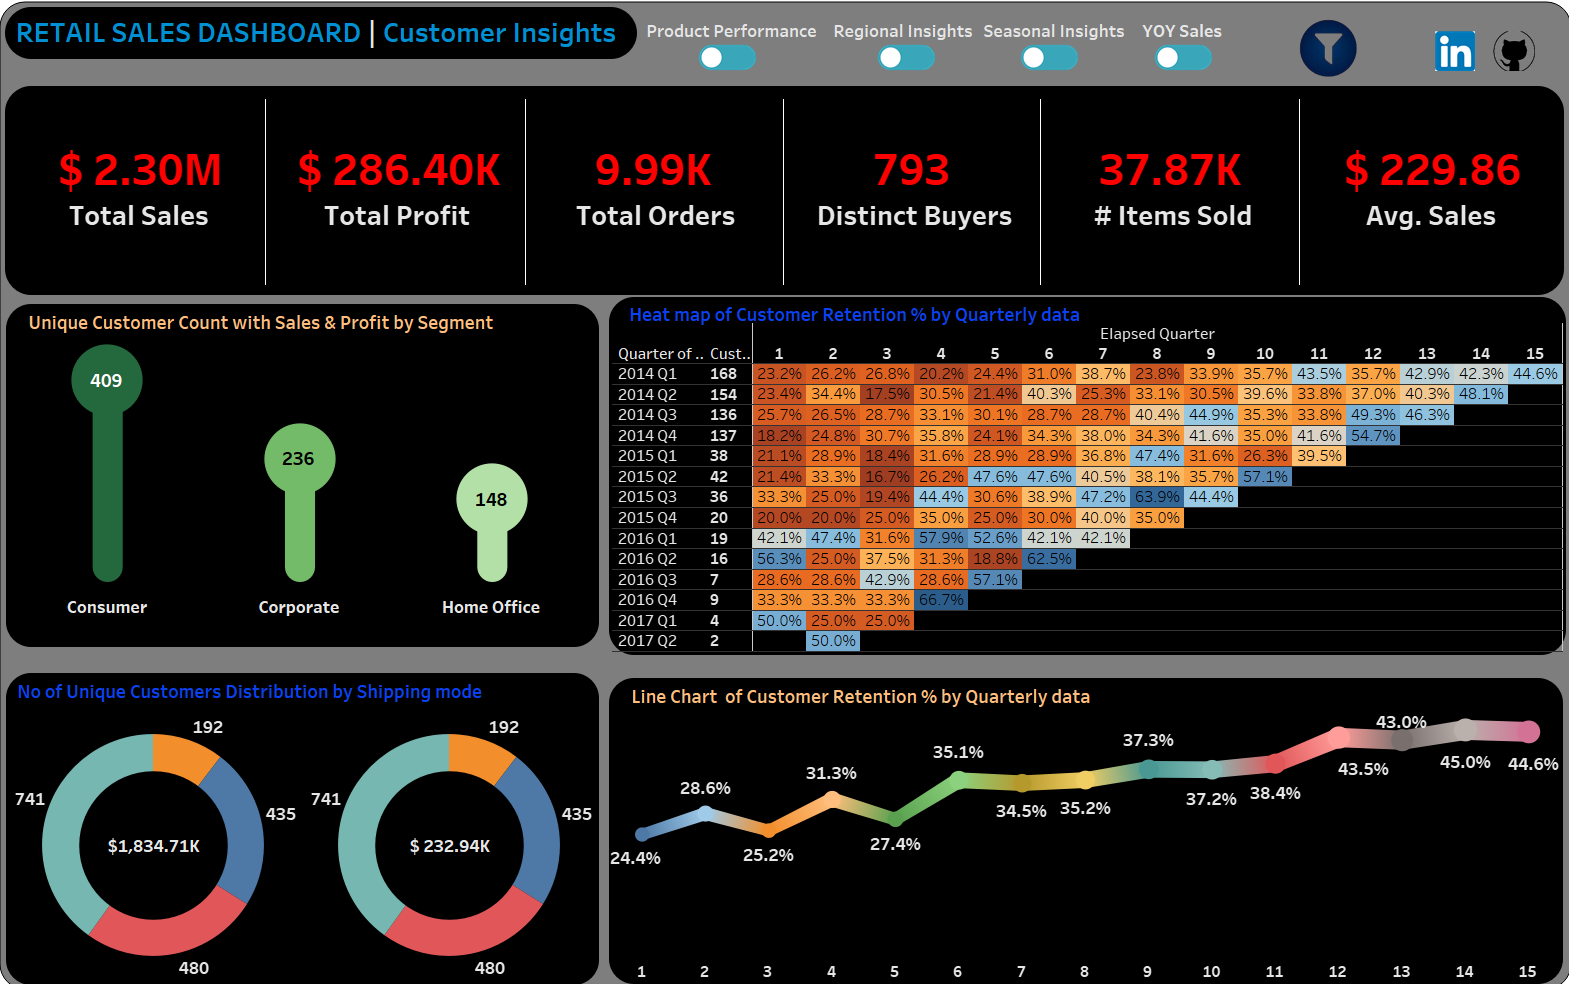 RETAIL SALES DASHBOARD | Customer Insights
Product Performance
Regional Insights
Seasonal Insights
YOY Sales
in
$ 2.30M
Total Sales
$ 286.40K
Total Profit
9.99K
Total Orders
793
Distinct Buyers
37.87K
# Items Sold
$ 229.86
Avg. Sales
Unique Customer Count with Sales & Profit by Segment
409
236
148
Consumer
Corporate
Home Office
Heat map of Customer Retention % by Quarterly data
Elapsed Quarter
Quarter of .. Cust.. 1 2 3 4 5 6 7 8 9 10 11 12 13 14 15
2014 Q1 168 23.2% 26.2% 26.8% 20.2% 24.4% 31.0% 38.7% 23.8% 33.9% 35.7% 43.5% 35.7% 42.9% 42.3% 44.6%
2014 Q2 154 23.4% 34.4% 17.5% 30.5% 21.4% 40.3% 25.3% 33.1% 30.5% 39.6% 33.8% 37.0% 40.3% 48.1%
2014 Q3 136 25.7% 26.5% 28.7% 33.1% 30.1% 28.7% 28.7% 40.4% 44.9% 35.3% 33.8% 49.3% 46.3%
2014 Q4 137 18.2% 24.8% 30.7% 35.8% 24.1% 34.3% 38.0% 34.3% 41.6% 35.0% 41.6% 54.7%
2015 Q1 38 21.1% 28.9% 18.4% 31.6% 28.9% 28.9% 36.8% 47.4% 31.6% 26.3% 39.5%
2015 Q2 42 21.4% 33.3% 16.7% 26.2% 47.6% 47.6% 40.5% 38.1% 35.7% 57.1%
2015 Q3 36 33.3% 25.0% 19.4% 44.4% 30.6% 38.9% 47.2% 63.9% 44.4%
2015 Q4 20 20.0% 20.0% 25.0% 35.0% 25.0% 30.0% 40.0% 35.0%
2016 Q1 19 42.1% 47.4% 31.6% 57.9% 52.6% 42.1% 42.1%
2016 Q2 16 56.3% 25.0% 37.5% 31.3% 18.8% 62.5%
2016 Q3 7 28.6% 28.6% 42.9% 28.6% 57.1%
2016 Q4 9 33.3% 33.3% 33.3% 66.7%
2017 Q1 4 50.0% 25.0% 25.0%
2017 Q2 2 50.0%
No of Unique Customers Distribution by Shipping mode
192
741
435
$1,834.71K
480
192
741
435
$ 232.94K
480
Line Chart  of Customer Retention % by Quarterly data
24.4%
28.6%
25.2%
31.3%
27.4%
35.1%
34.5%
35.2%
37.3%
37.2%
38.4%
43.5%
43.0%
45.0%
44.6%
1 2 3 4 5 6 7 8 9 10 11 12 13 14 15